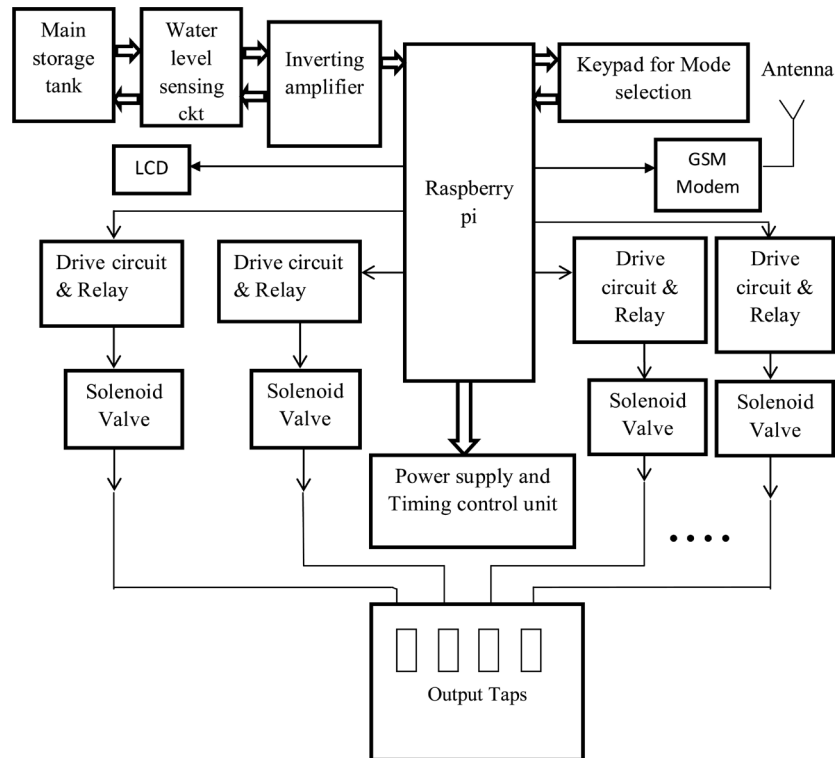 Main
storage
tank
Water
level
sensing
ckt
Inverting
amplifier
Keypad for Mode
selection
Antenna
LCD
Raspberry
pi
GSM
Modem
Drive circuit
& Relay
Drive circuit
& Relay
Drive
circuit &
Relay
Drive
circuit &
Relay
Solenoid
Valve
Solenoid
Valve
Solenoid
Valve
Solenoid
Valve
Power supply and
Timing control unit
Output Taps